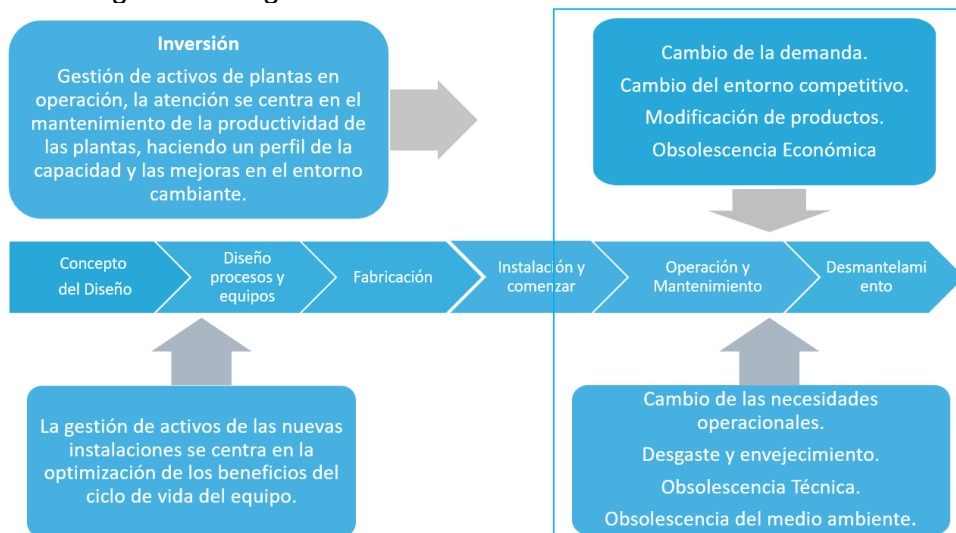 Inversión
Gestión de activos de plantas en
operación, la atención se centra en el
mantenimiento de la productividad de
las plantas, haciendo un perfil de la
capacidad y las mejoras en el entorno
cambiante.
Cambio de la demanda.
Cambio del entorno competitivo.
Modificación de productos.
Obsolescencia Económica
Concepto
del Diseño
Diseño
procesos y
equipos
Fabricación
Instalación y
comenzar
Operación y
Mantenimiento
Desmantelami
ento
La gestión de activos de las nuevas
instalaciones se centra en la
optimización de los beneficios del
ciclo de vida del equipo.
Cambio de las necesidades
operacionales.
Desgaste y envejecimiento.
Obsolescencia Técnica.
Obsolescencia del medio ambiente.